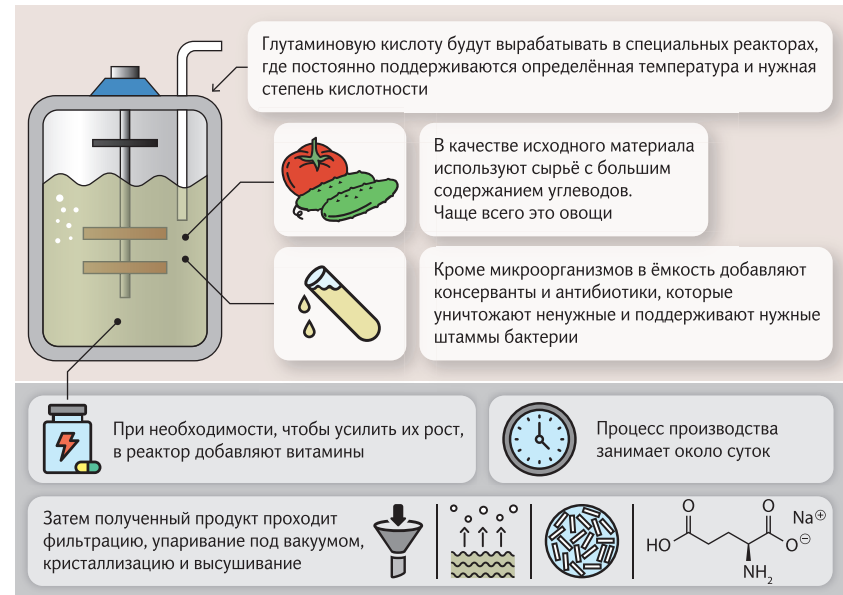 Глутаминовую кислоту будут вырабатывать в специальных реакторах,
где постоянно поддерживаются определённая температура и нужная
степень кислотности
В качестве исходного материала
используют сырьё с большим
содержанием углеводов.
Чаще всего это овощи
Кроме микроорганизмов в ёмкость добавляют
консерванты и антибиотики, которые
уничтожают ненужные и поддерживают нужные
штаммы бактерии
При необходимости, чтобы усилить их рост,
в реактор добавляют витамины
Процесс производства
занимает около суток
Затем полученный продукт проходит
фильтрацию, упаривание под вакуумом,
кристаллизацию и высушивание
O O Na⊕
HO O⊖
NH₂